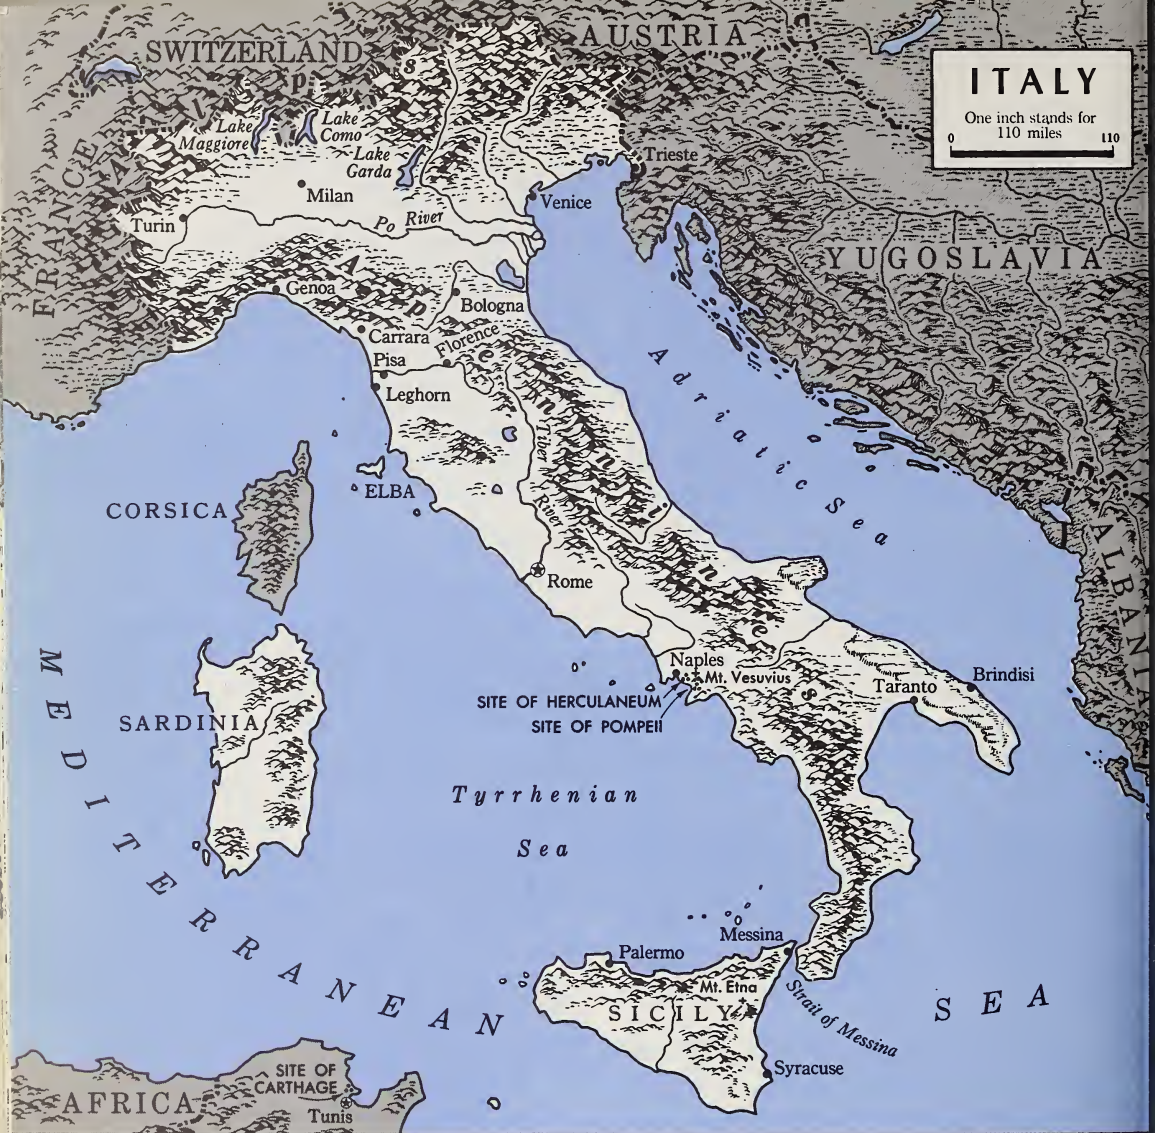 SWITZERLAND
AUSTRIA
ITALY
One inch stands for
110 miles
0 110
FRANCE
Alps
Lake
Maggiore
Lake
Como
Lake
Garda
Trieste
Milan
Venice
Turin
Po River
YUGOSLAVIA
Genoa
Bologna
Apennines
Carrara
Florence
Pisa
Leghorn
Tiber
River
Adriatic Sea
CORSICA
ELBA
ALBANI
Rome
MEDITERRANEAN SEA
SARDINIA
Naples
Mt. Vesuvius
SITE OF HERCULANEUM
SITE OF POMPEII
Taranto
Brindisi
Tyrrhenian
Sea
Messina
Palermo
Mt. Etna
SICILY
Strait of Messina
Syracuse
SITE OF
CARTHAGE
AFRICA
Tunis